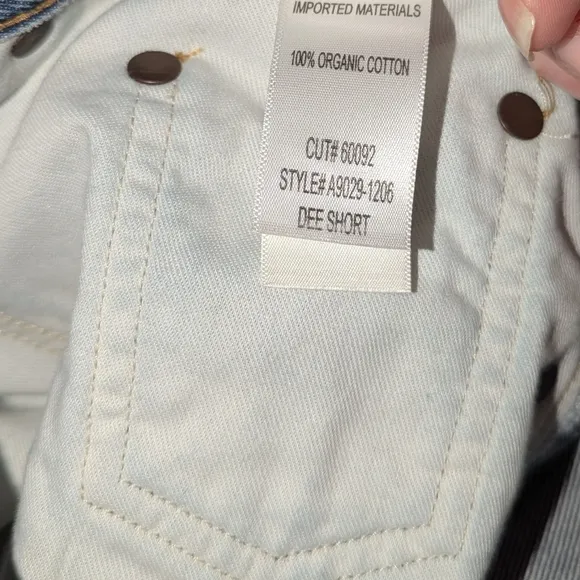 IMPORTED MATERIALS
100% ORGANIC COTTON
CUT# 60092
STYLE# A9029-1206
DEE SHORT